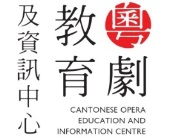 粵劇
教育
及資訊中心
CANTONESE OPERA
EDUCATION AND
INFORMATION CENTRE